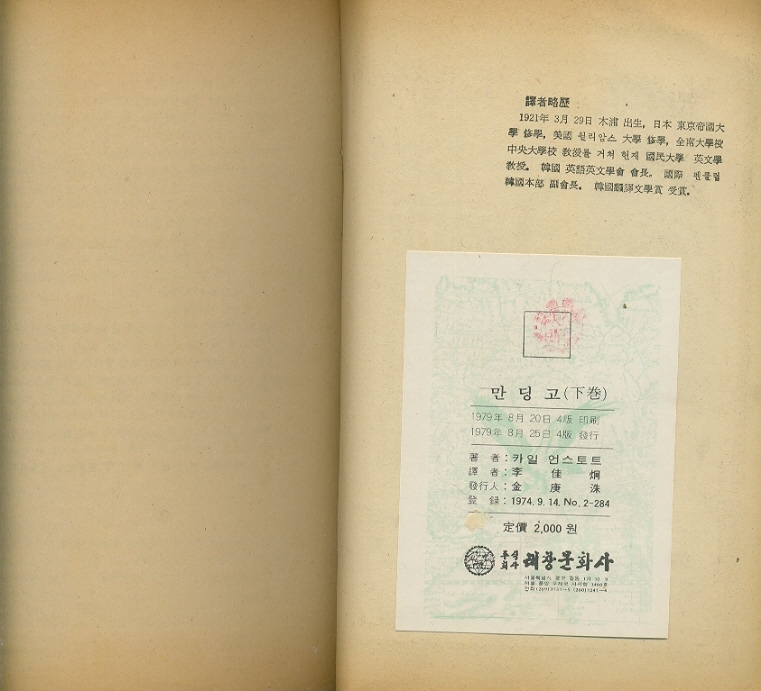 譯者略歷
1921年 3月 29日 木浦 出生, 日本 東京帝國大
學 修學, 美國 윌리암스 大學 修學, 全南大學校
中央大學校 敎授를 거쳐 현재 國民大學 英文學
敎授。 韓國 英語英文學會 會長。 國際 펜클럽
韓國本部 副會長。 韓國飜譯文學賞 受賞。
만 딩 고(下巻)
1979年 8月 20日 4版 印刷
1979年 8月 25日 4版 發行
著 者 : 카일 언스토트
譯 者 : 李 佳 炯
發行人 : 金 庚 洙
登 錄 : 1974. 9. 14. No. 2-284
定價 2,000 원
주식
회사 태창문화사